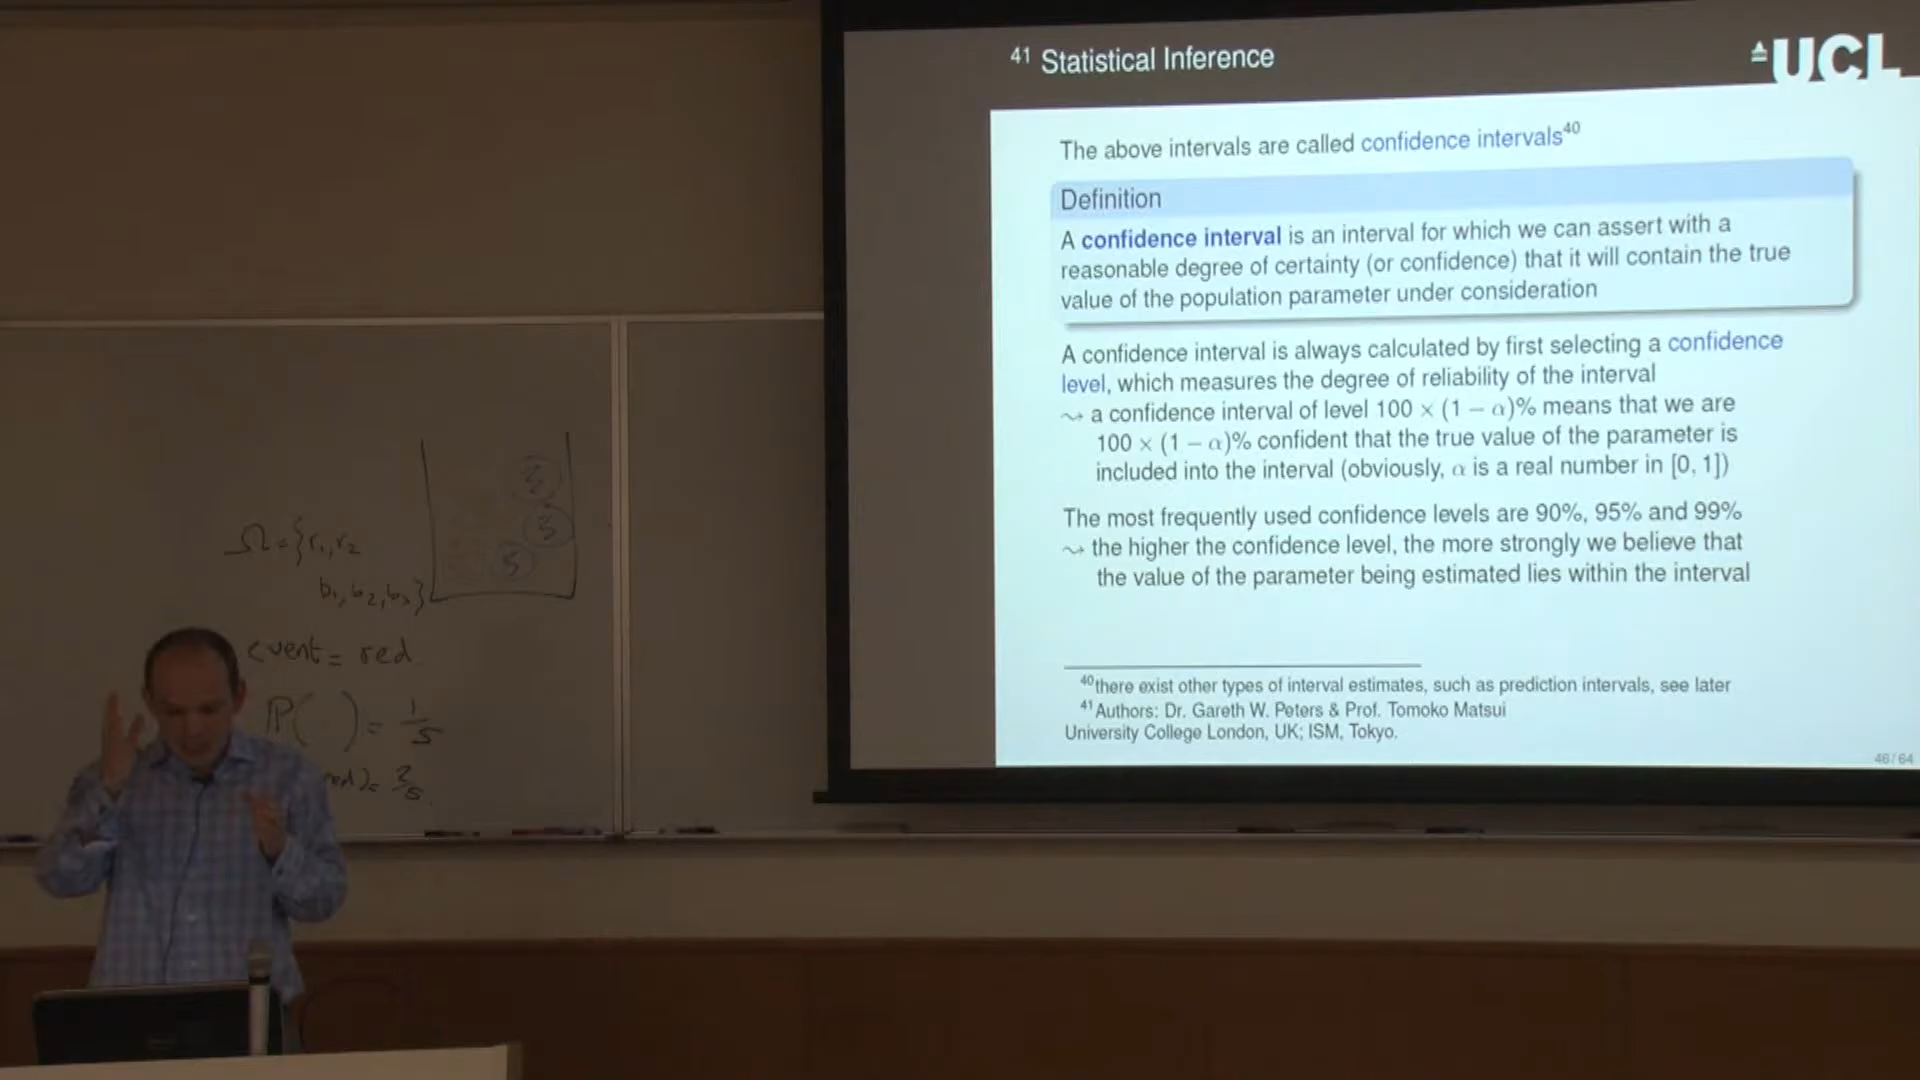 41 Statistical Inference
UCL
The above intervals are called confidence intervals40
Definition
A confidence interval is an interval for which we can assert with a
reasonable degree of certainty (or confidence) that it will contain the true
value of the population parameter under consideration
A confidence interval is always calculated by first selecting a confidence
level, which measures the degree of reliability of the interval
⇝ a confidence interval of level 100 × (1 − α)% means that we are
100 × (1 − α)% confident that the true value of the parameter is
included into the interval (obviously, α is a real number in [0, 1])
The most frequently used confidence levels are 90%, 95% and 99%
⇝ the higher the confidence level, the more strongly we believe that
the value of the parameter being estimated lies within the interval
40there exist other types of interval estimates, such as prediction intervals, see later
41Authors: Dr. Gareth W. Peters & Prof. Tomoko Matsui
University College London, UK; ISM, Tokyo.
46/64
Ω={r₁,r₂
b₁,b₂,b₃}
event = red
P( ) = 1/5
red)= 2/5